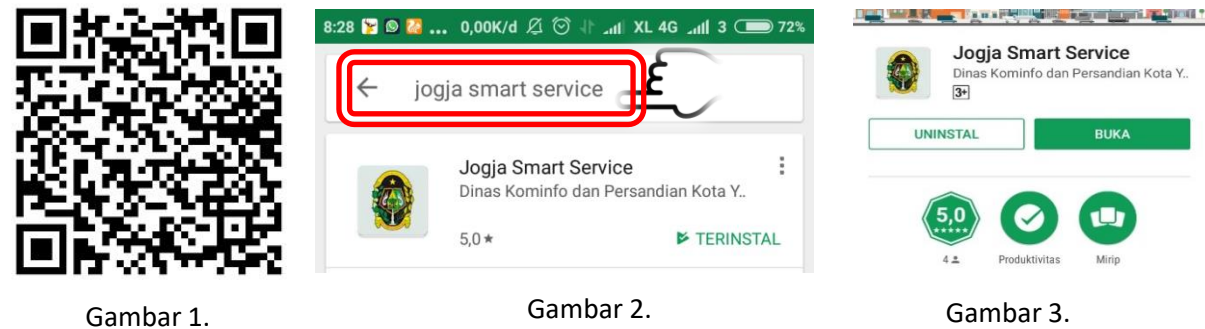 8:28 ... 0,00K/d XL 4G 3 72%
jogja smart service
Jogja Smart Service
Dinas Kominfo dan Persandian Kota Y..
5,0 ★ TERINSTAL
Jogja Smart Service
Dinas Kominfo dan Persandian Kota Y..
3+
UNINSTAL BUKA
5,0
★★★★★
4 Produktivitas Mirip
Gambar 1.
Gambar 2.
Gambar 3.